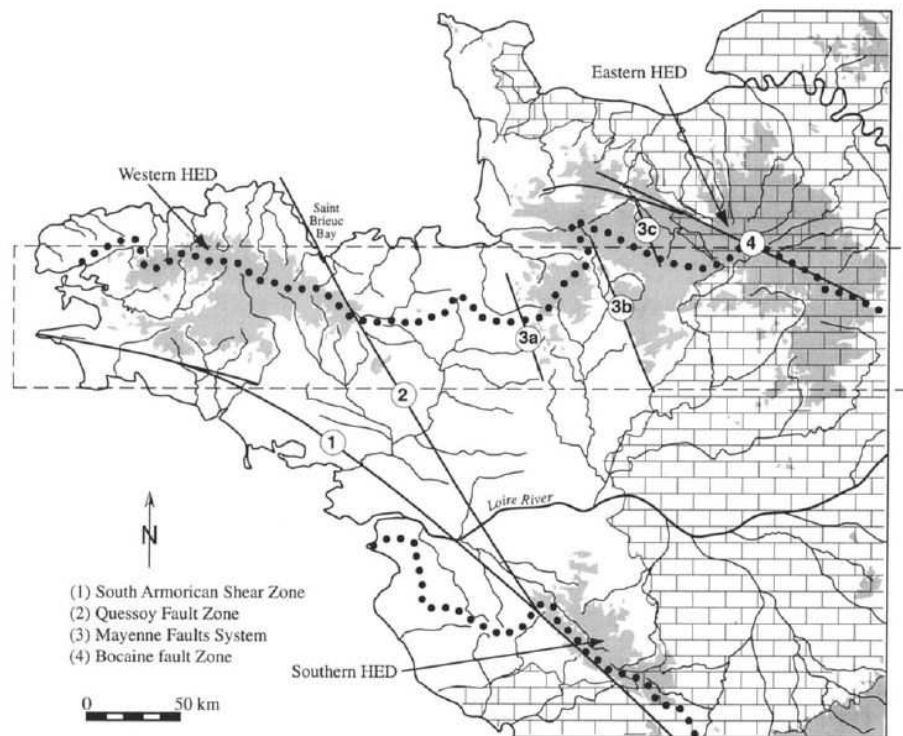 Eastern HED
Western HED
Saint
Brieuc
Bay
3c
4
3b
3a
2
1
Loire River
N
(1) South Armorican Shear Zone
(2) Quessoy Fault Zone
(3) Mayenne Faults System
(4) Bocaine fault Zone
Southern HED
0 50 km